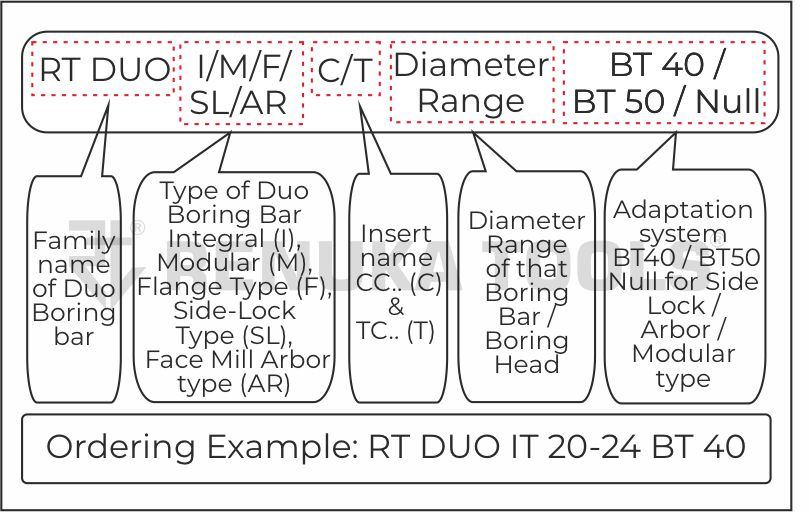 RT DUO
I/M/F/
SL/AR
C/T
Diameter
Range
BT 40 /
BT 50 / Null
Family
name
of Duo
Boring
bar
Type of Duo
Boring Bar
Integral (I),
Modular (M),
Flange Type (F),
Side-Lock
Type (SL),
Face Mill Arbor
type (AR)
Insert
name
CC.. (C)
&
TC.. (T)
Diameter
Range
of that
Boring
Bar /
Boring
Head
Adaptation
system
BT40 / BT50
Null for Side
Lock /
Arbor /
Modular
type
RENUKA TOOLS
®
Ordering Example: RT DUO IT 20-24 BT 40